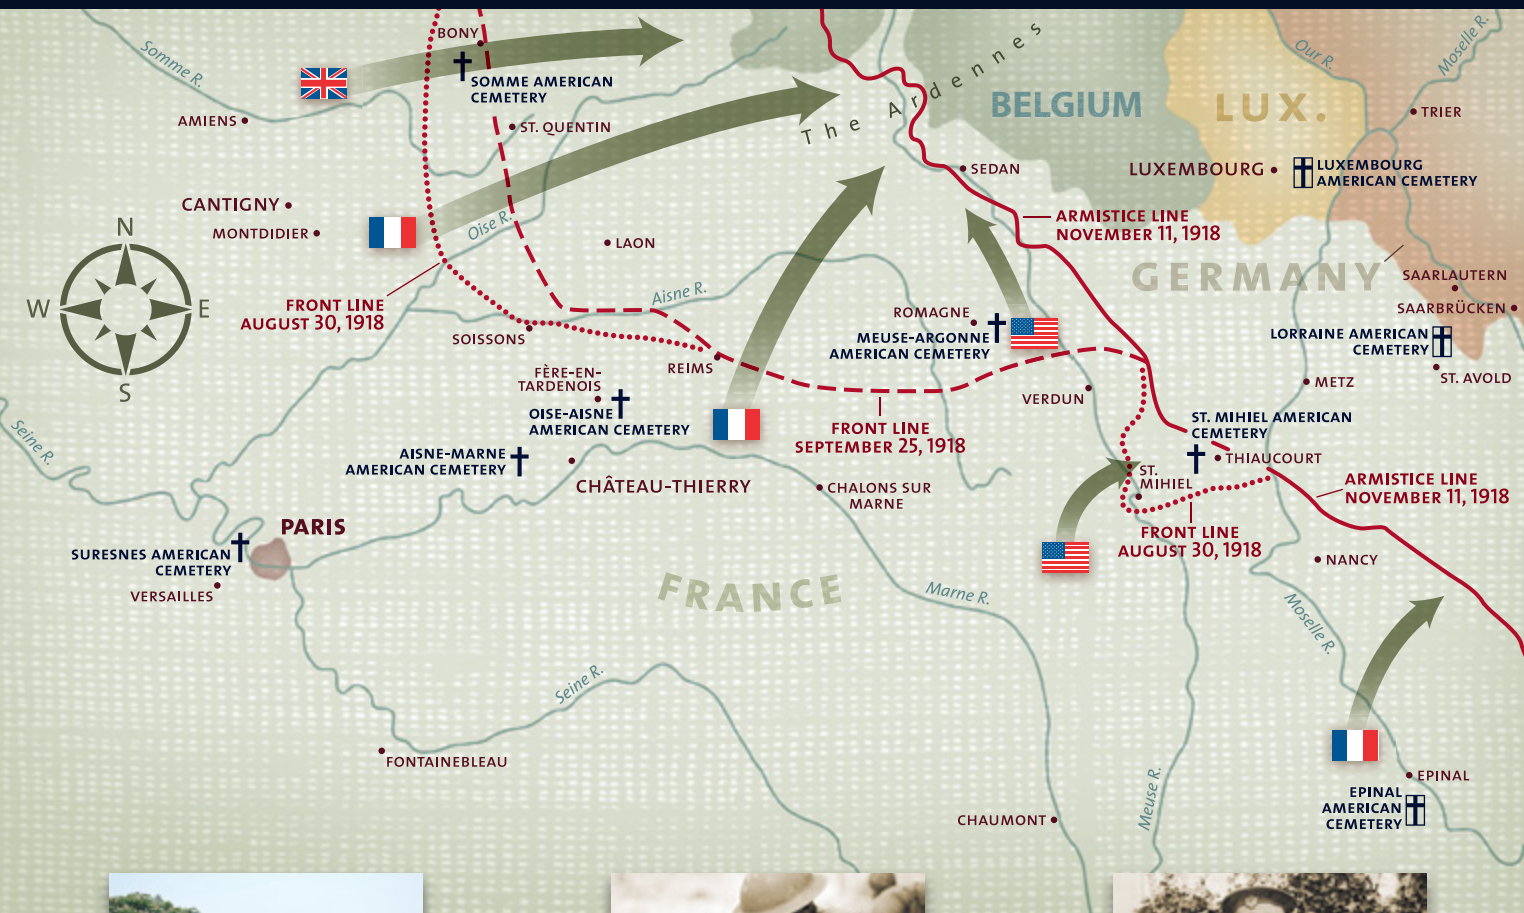 BONY
Somme R.
SOMME AMERICAN
CEMETERY
AMIENS
ST. QUENTIN
The Ardennes
BELGIUM
LUX.
Our R.
Moselle R.
TRIER
SEDAN
LUXEMBOURG
LUXEMBOURG
AMERICAN CEMETERY
CANTIGNY
MONTDIDIER
Oise R.
LAON
ARMISTICE LINE
NOVEMBER 11, 1918
GERMANY
N
W
E
S
FRONT LINE
AUGUST 30, 1918
Aisne R.
SOISSONS
REIMS
ROMAGNE
MEUSE-ARGONNE
AMERICAN CEMETERY
SAARLAUTERN
SAARBRÜCKEN
LORRAINE AMERICAN
CEMETERY
ST. AVOLD
METZ
VERDUN
FÈRE-EN-
TARDENOIS
OISE-AISNE
AMERICAN CEMETERY
FRONT LINE
SEPTEMBER 25, 1918
ST. MIHIEL AMERICAN
CEMETERY
THIAUCOURT
Seine R.
AISNE-MARNE
AMERICAN CEMETERY
CHÂTEAU-THIERRY
CHALONS SUR
MARNE
ST.
MIHIEL
ARMISTICE LINE
NOVEMBER 11, 1918
FRONT LINE
AUGUST 30, 1918
PARIS
SURESNES AMERICAN
CEMETERY
VERSAILLES
NANCY
FRANCE
Marne R.
Moselle R.
Seine R.
FONTAINEBLEAU
Meuse R.
CHAUMONT
EPINAL
EPINAL
AMERICAN
CEMETERY